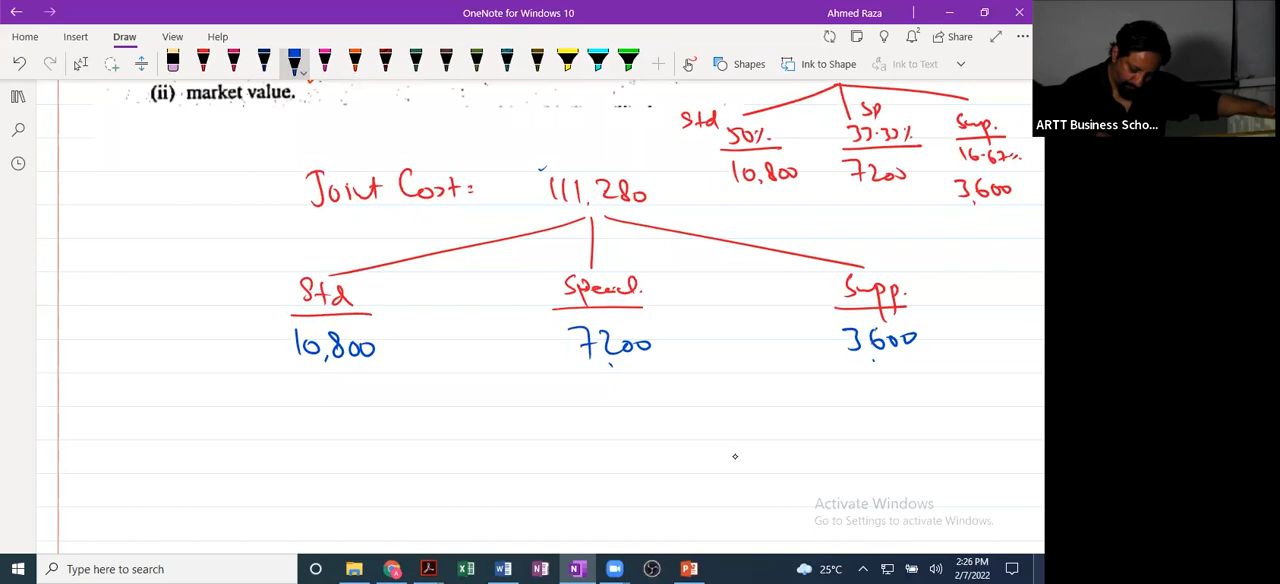 OneNote for Windows 10
Ahmed Raza
Home Insert Draw View Help
Share
Shapes Ink to Shape Ink to Text
ARTT Business Scho...
(ii) market value.
Std SP Supp.
50% 33.33% 16.67%
10,800 7200 3,600
Joint Cost: 111,280
Std Special. Supp.
10,800 7200 3,600
Activate Windows
Go to Settings to activate Windows.
Type here to search
25°C
2:26 PM
2/7/2022